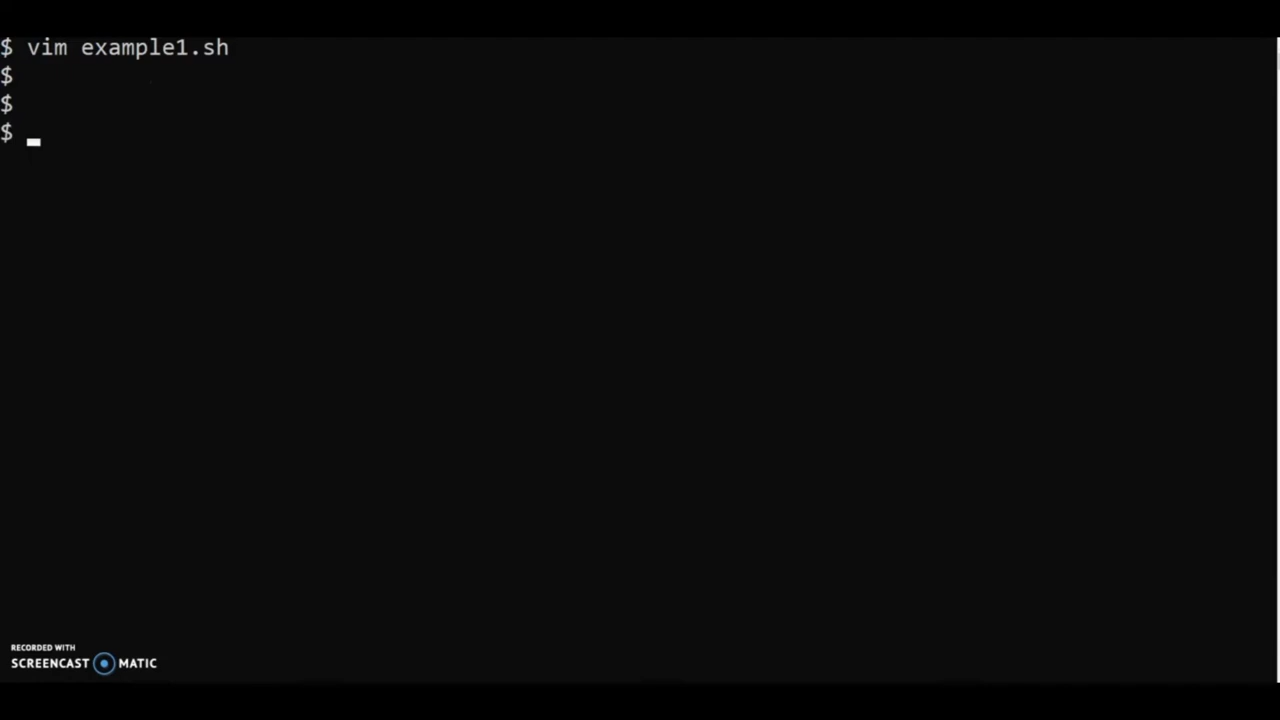 $ vim example1.sh
$
$
$
RECORDED WITH
SCREENCAST MATIC